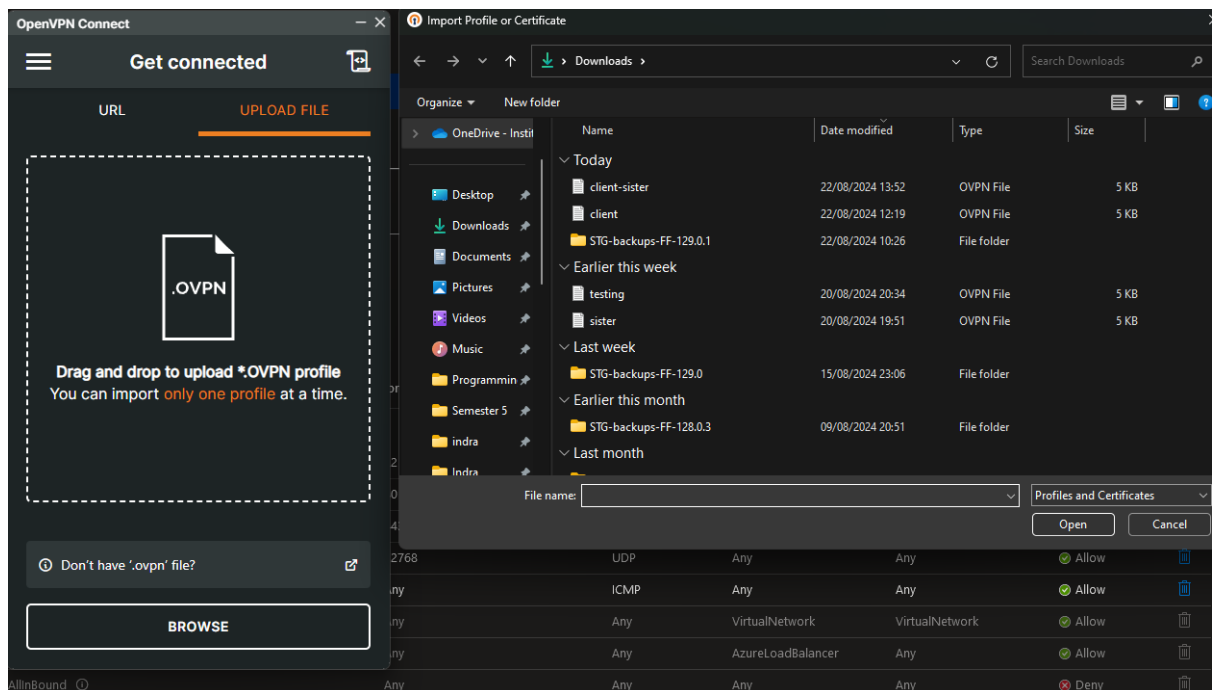 OpenVPN Connect
Get connected
URL
UPLOAD FILE
.OVPN
Drag and drop to upload *.OVPN profile
You can import only one profile at a time.
Don't have '.ovpn' file?
BROWSE
Import Profile or Certificate
Downloads
Search Downloads
Organize
New folder
OneDrive - Instit
Desktop
Downloads
Documents
Pictures
Videos
Music
Programmin
Semester 5
indra
Indra
Name Date modified Type Size
Today
client-sister 22/08/2024 13:52 OVPN File 5 KB
client 22/08/2024 12:19 OVPN File 5 KB
STG-backups-FF-129.0.1 22/08/2024 10:26 File folder
Earlier this week
testing 20/08/2024 20:34 OVPN File 5 KB
sister 20/08/2024 19:51 OVPN File 5 KB
Last week
STG-backups-FF-129.0 15/08/2024 23:06 File folder
Earlier this month
STG-backups-FF-128.0.3 09/08/2024 20:51 File folder
Last month
File name:
Profiles and Certificates
Open
Cancel
2768 UDP Any Any Allow
ny ICMP Any Any Allow
ny Any VirtualNetwork VirtualNetwork Allow
ny Any AzureLoadBalancer Any Allow
AllInBound Any Any Any Any Deny